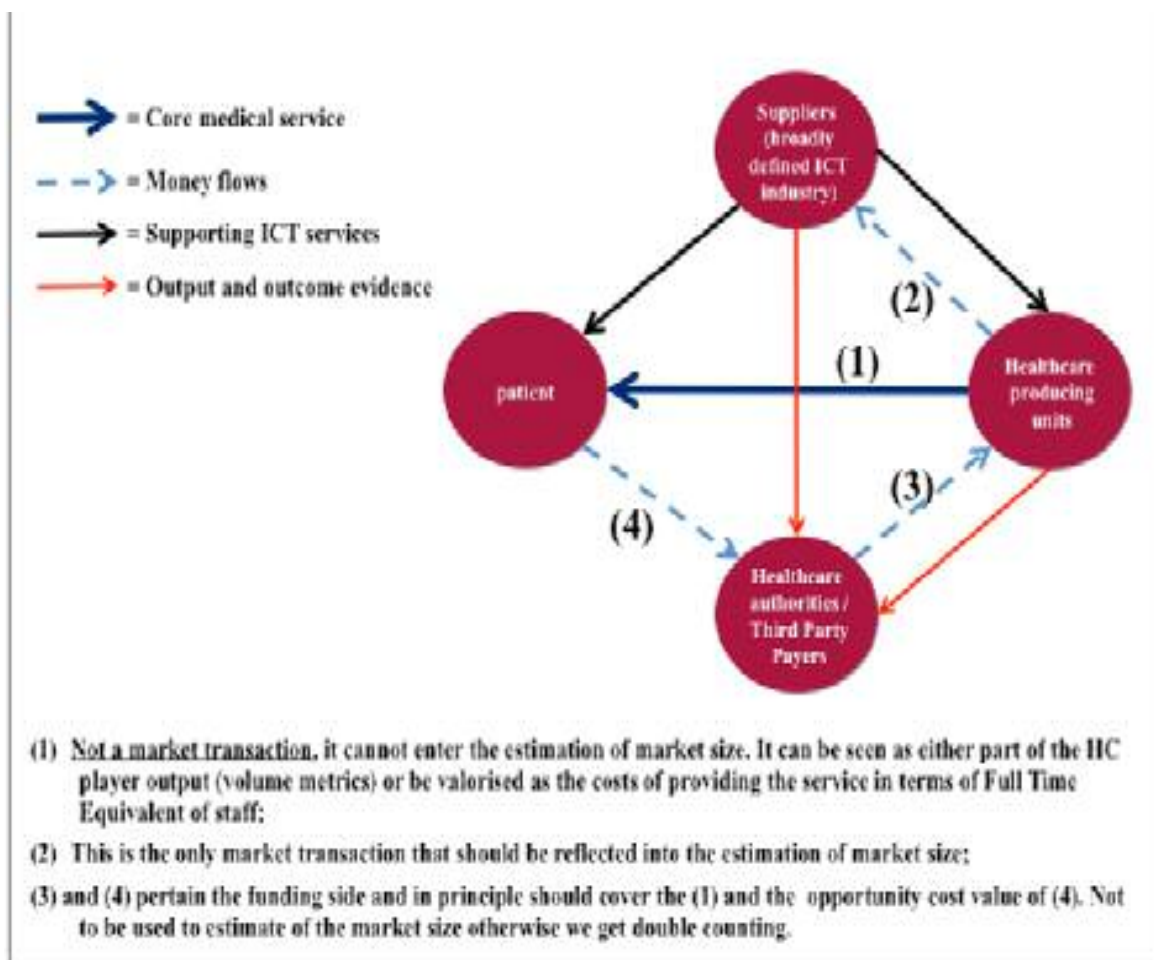 = Core medical service
= Money flows
= Supporting ICT services
= Output and outcome evidence
Suppliers
(broadly
defined ICT
industry)
(2)
(1)
patient
Healthcare
producing
units
(3)
(4)
Healthcare
authorities /
Third Party
Payers
(1) Not a market transaction, it cannot enter the estimation of market size. It can be seen as either part of the HC
player output (volume metrics) or be valorised as the costs of providing the service in terms of Full Time
Equivalent of staff;
(2) This is the only market transaction that should be reflected into the estimation of market size;
(3) and (4) pertain the funding side and in principle should cover the (1) and the opportunity cost value of (4). Not
to be used to estimate of the market size otherwise we get double counting.